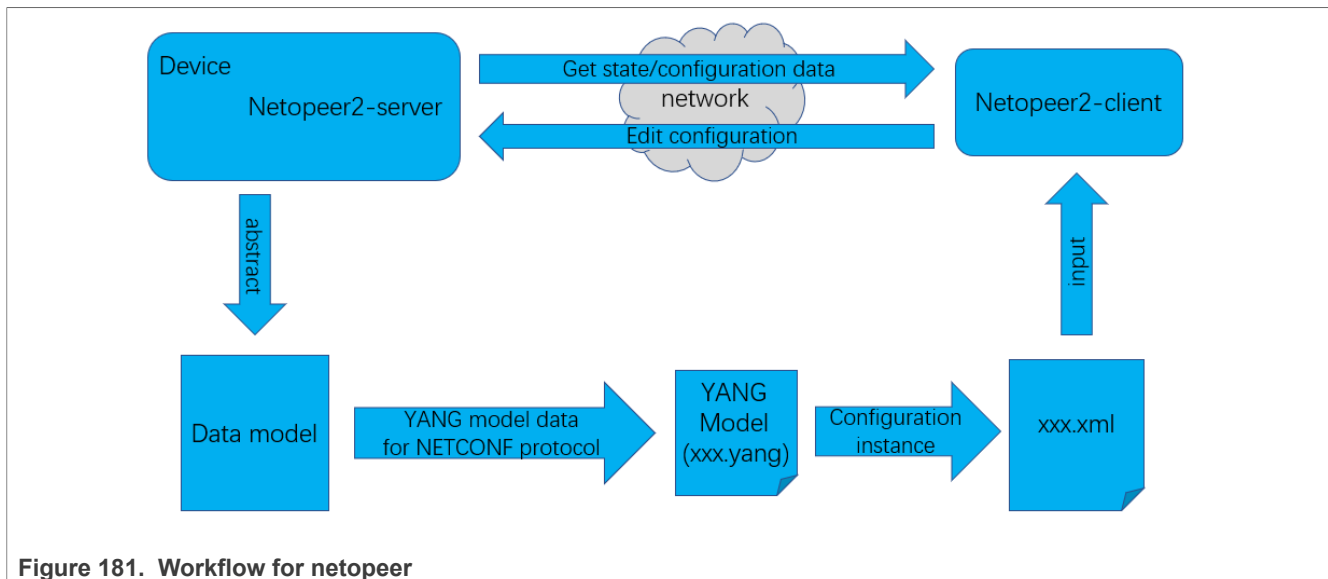 Device
Netopeer2-server
Get state/configuration data
network
Edit configuration
Netopeer2-client
abstract
input
Data model
YANG model data
for NETCONF protocol
YANG
Model
(xxx.yang)
Configuration
instance
xxx.xml
Figure 181. Workflow for netopeer